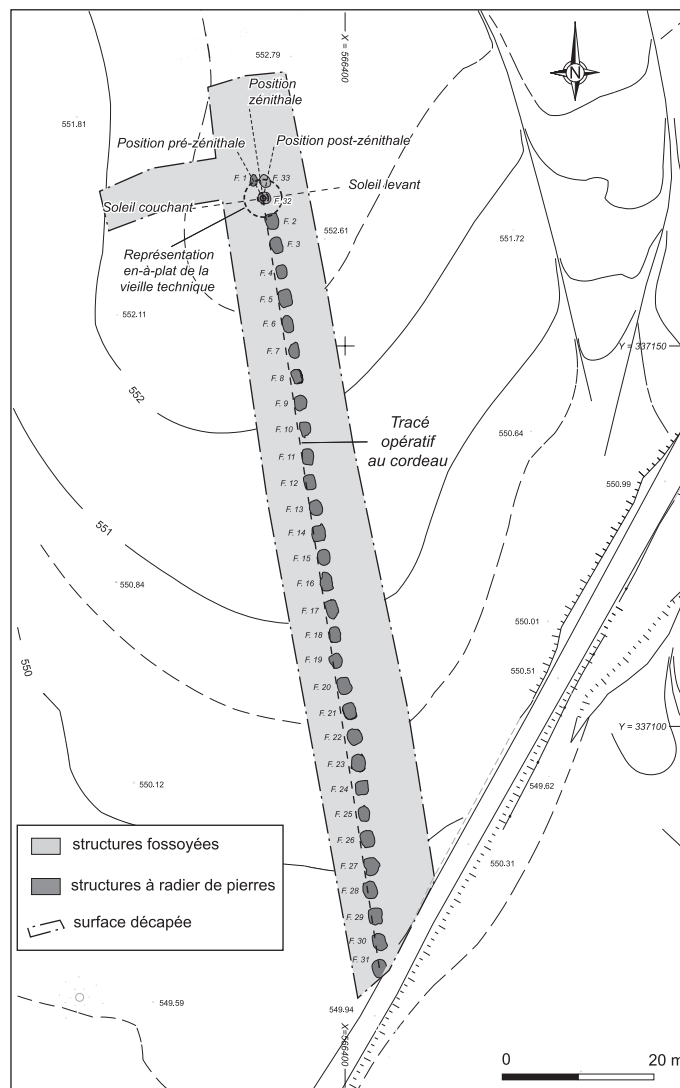 552.79
X = 566400
Position
zénithale
N
551.81
Position pré-zénithale
Position post-zénithale
F. 1
F. 33
Soleil levant
F. 32
Soleil couchant
F. 2
552.61
551.72
F. 3
Représentation
en-à-plat de la
vieille technique
F. 4
F. 5
552.11
F. 6
Y = 337150
F. 7
F. 8
552
F. 9
Tracé
opératif
au cordeau
F. 10
550.64
F. 11
F. 12
550.99
F. 13
551
F. 14
F. 15
550.84
F. 16
F. 17
550.01
F. 18
550
F. 19
550.51
F. 20
F. 21
Y = 337100
F. 22
F. 23
550.12
F. 24
549.62
F. 25
structures fossoyées
F. 26
550.31
F. 27
structures à radier de pierres
F. 28
F. 29
surface décapée
F. 30
F. 31
549.59
549.94
X=566400
0
20 m